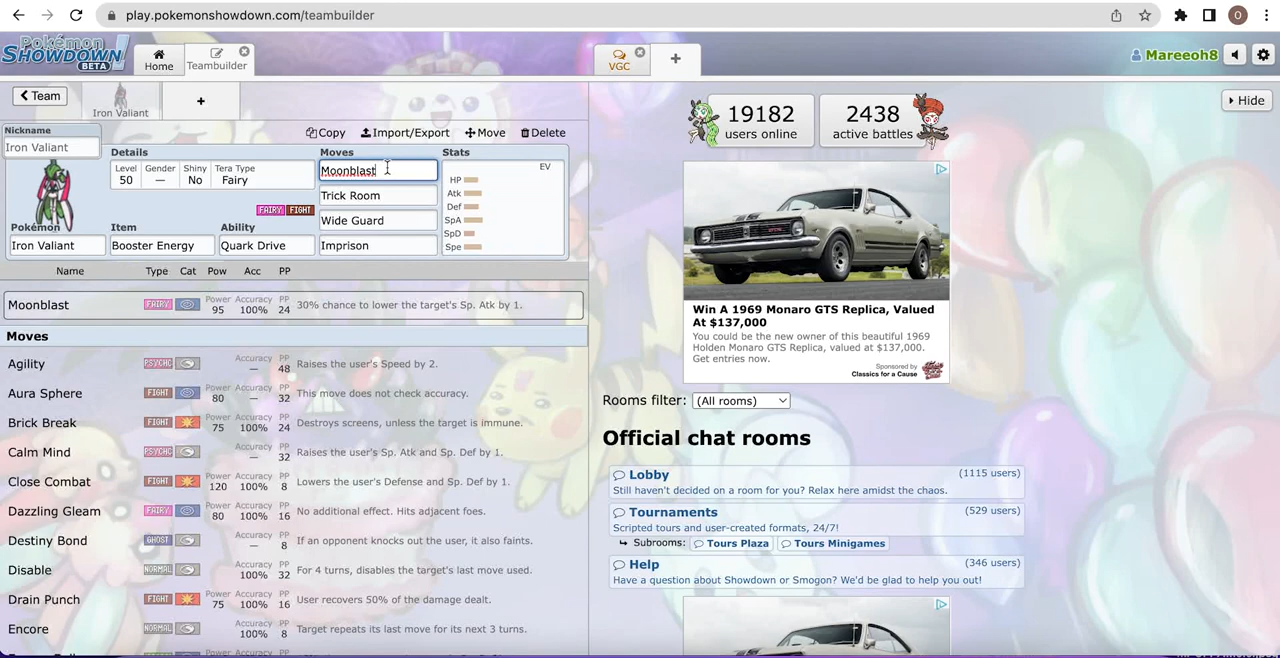 play.pokemonshowdown.com/teambuilder
O
Pokémon
SHOWDOWN!
BETA
Home
Teambuilder
VGC
Mareeoh8
Team
Iron Valiant
+
Copy Import/Export Move Delete
Nickname
Iron Valiant
Details
Level Gender Shiny Tera Type
50 — No Fairy
FAIRY FIGHT
Pokémon
Iron Valiant
Item
Booster Energy
Ability
Quark Drive
Moves
Moonblast
Trick Room
Wide Guard
Imprison
Stats
EV
HP
Atk
Def
SpA
SpD
Spe
Name Type Cat Pow Acc PP
Moonblast FAIRY Power 95 Accuracy 100% PP 24 30% chance to lower the target's Sp. Atk by 1.
Moves
Agility PSYCHC Accuracy — PP 48 Raises the user's Speed by 2.
Aura Sphere FIGHT Power 80 Accuracy — PP 32 This move does not check accuracy.
Brick Break FIGHT Power 75 Accuracy 100% PP 24 Destroys screens, unless the target is immune.
Calm Mind PSYCHC Accuracy — PP 32 Raises the user's Sp. Atk and Sp. Def by 1.
Close Combat FIGHT Power 120 Accuracy 100% PP 8 Lowers the user's Defense and Sp. Def by 1.
Dazzling Gleam FAIRY Power 80 Accuracy 100% PP 16 No additional effect. Hits adjacent foes.
Destiny Bond GHOST Accuracy — PP 8 If an opponent knocks out the user, it also faints.
Disable NORMAL Accuracy 100% PP 32 For 4 turns, disables the target's last move used.
Drain Punch FIGHT Power 75 Accuracy 100% PP 16 User recovers 50% of the damage dealt.
Encore NORMAL Accuracy 100% PP 8 Target repeats its last move for its next 3 turns.
Power Accuracy PP
Hide
19182
users online
2438
active battles
Win A 1969 Monaro GTS Replica, Valued
At $137,000
You could be the new owner of this beautiful 1969
Holden Monaro GTS Replica, valued at $137,000.
Get entries now.
Sponsored by
Classics for a Cause
Rooms filter: (All rooms)
Official chat rooms
Lobby (1115 users)
Still haven't decided on a room for you? Relax here amidst the chaos.
Tournaments (529 users)
Scripted tours and user-created formats, 24/7!
Subrooms: Tours Plaza Tours Minigames
Help (346 users)
Have a question about Showdown or Smogon? We'd be glad to help you out!